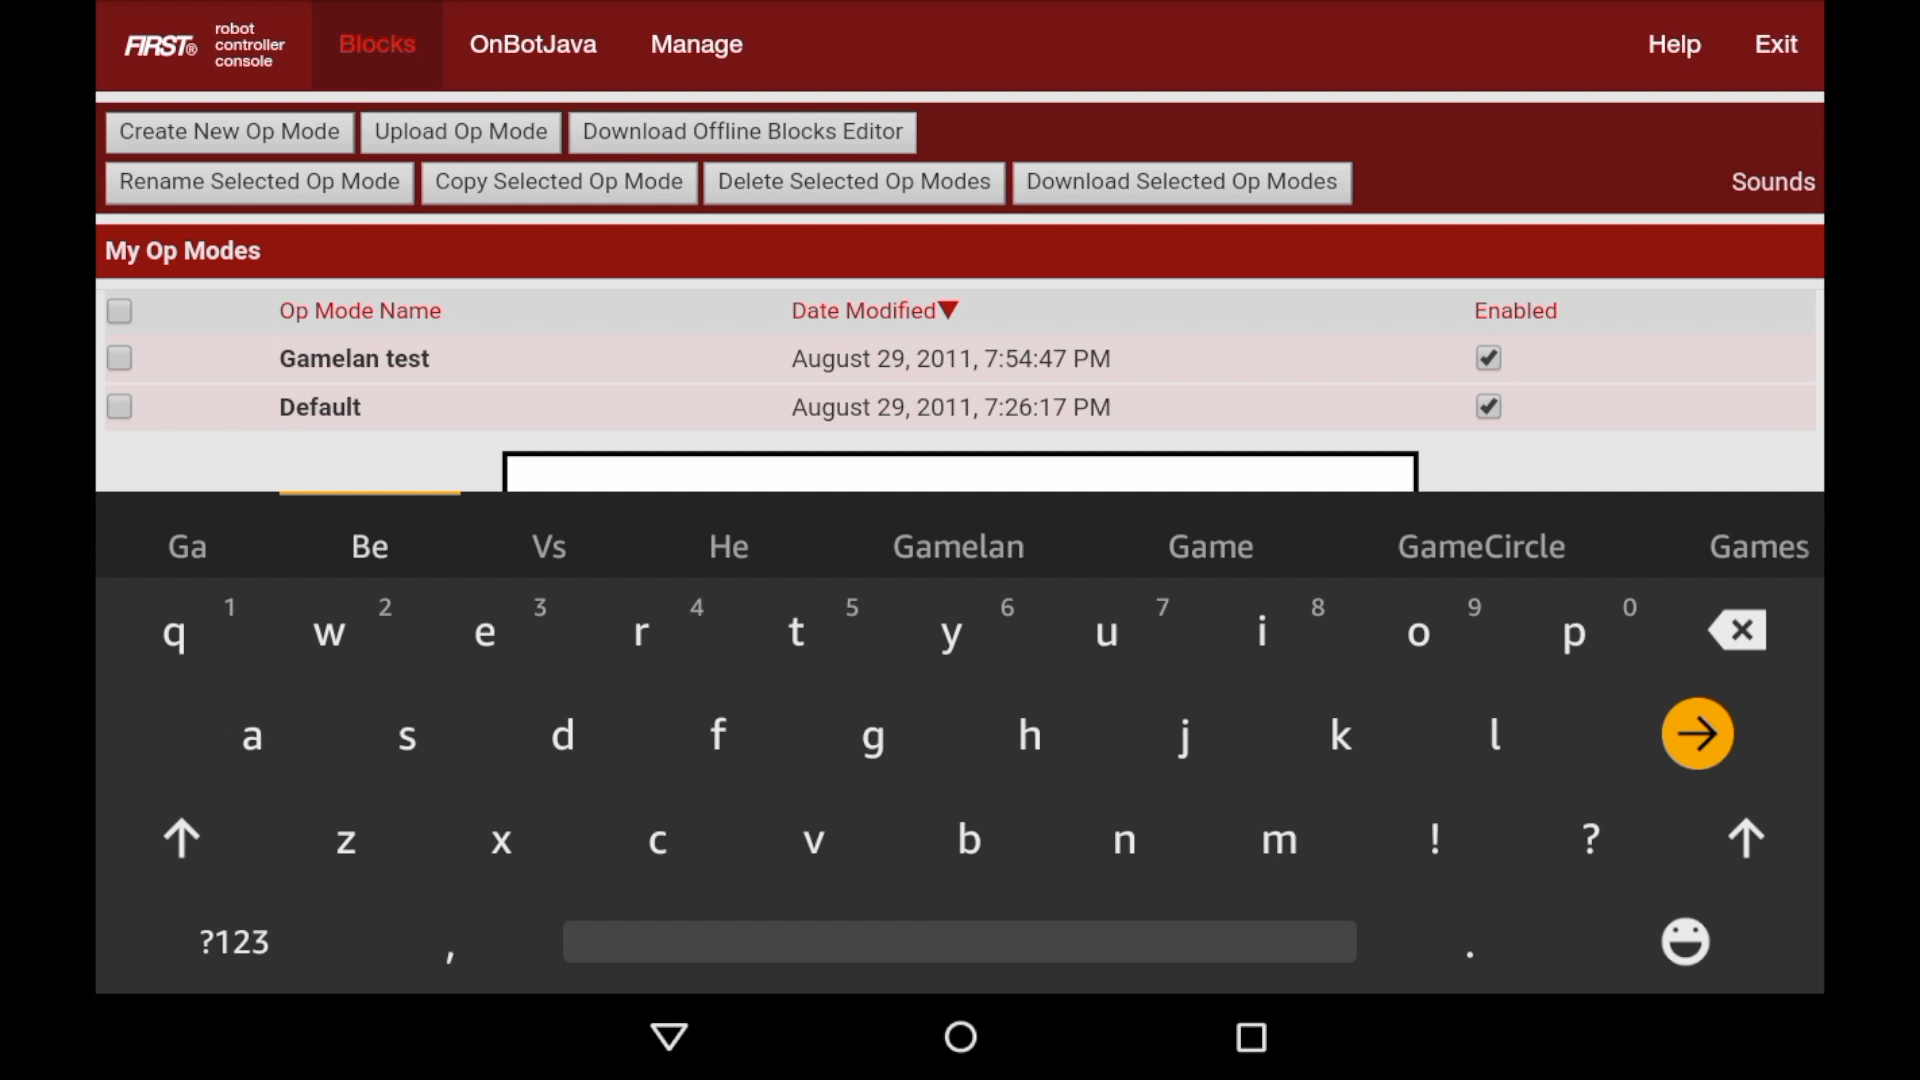 FIRST® robot controller console Blocks OnBotJava Manage Help Exit
Create New Op Mode Upload Op Mode Download Offline Blocks Editor
Rename Selected Op Mode Copy Selected Op Mode Delete Selected Op Modes Download Selected Op Modes Sounds
My Op Modes
Op Mode Name Date Modified▼ Enabled
Gamelan test August 29, 2011, 7:54:47 PM
Default August 29, 2011, 7:26:17 PM
Ga Be Vs He Gamelan Game GameCircle Games
1 2 3 4 5 6 7 8 9 0
q w e r t y u i o p
a s d f g h j k l
z x c v b n m ! ?
?123 , .